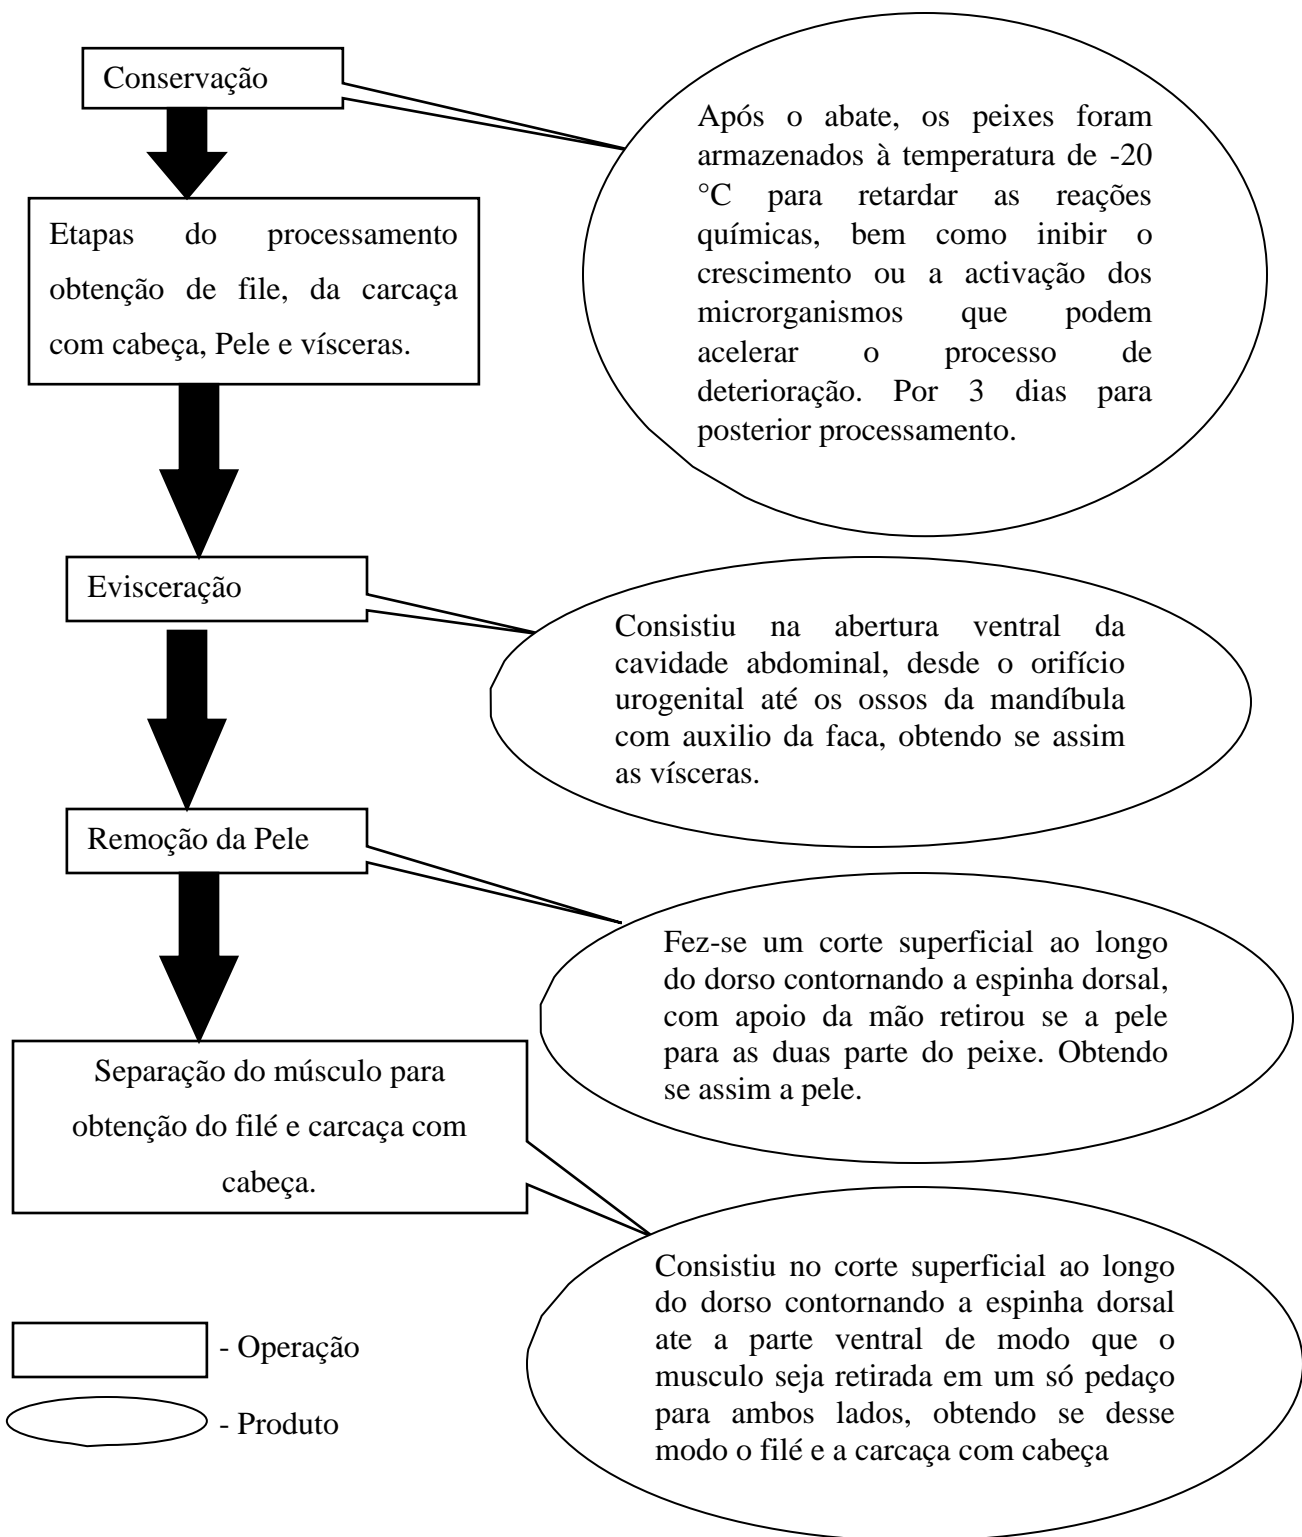 Conservação
Após o abate, os peixes foram
armazenados à temperatura de -20
°C para retardar as reações
químicas, bem como inibir o
crescimento ou a activação dos
microrganismos que podem
acelerar o processo de
deterioração. Por 3 dias para
posterior processamento.
Etapas do processamento
obtenção de file, da carcaça
com cabeça, Pele e vísceras.
Evisceração
Consistiu na abertura ventral da
cavidade abdominal, desde o orifício
urogenital até os ossos da mandíbula
com auxilio da faca, obtendo se assim
as vísceras.
Remoção da Pele
Fez-se um corte superficial ao longo
do dorso contornando a espinha dorsal,
com apoio da mão retirou se a pele
para as duas parte do peixe. Obtendo
se assim a pele.
Separação do músculo para
obtenção do filé e carcaça com
cabeça.
Consistiu no corte superficial ao longo
do dorso contornando a espinha dorsal
ate a parte ventral de modo que o
musculo seja retirada em um só pedaço
para ambos lados, obtendo se desse
modo o filé e a carcaça com cabeça
- Operação
- Produto